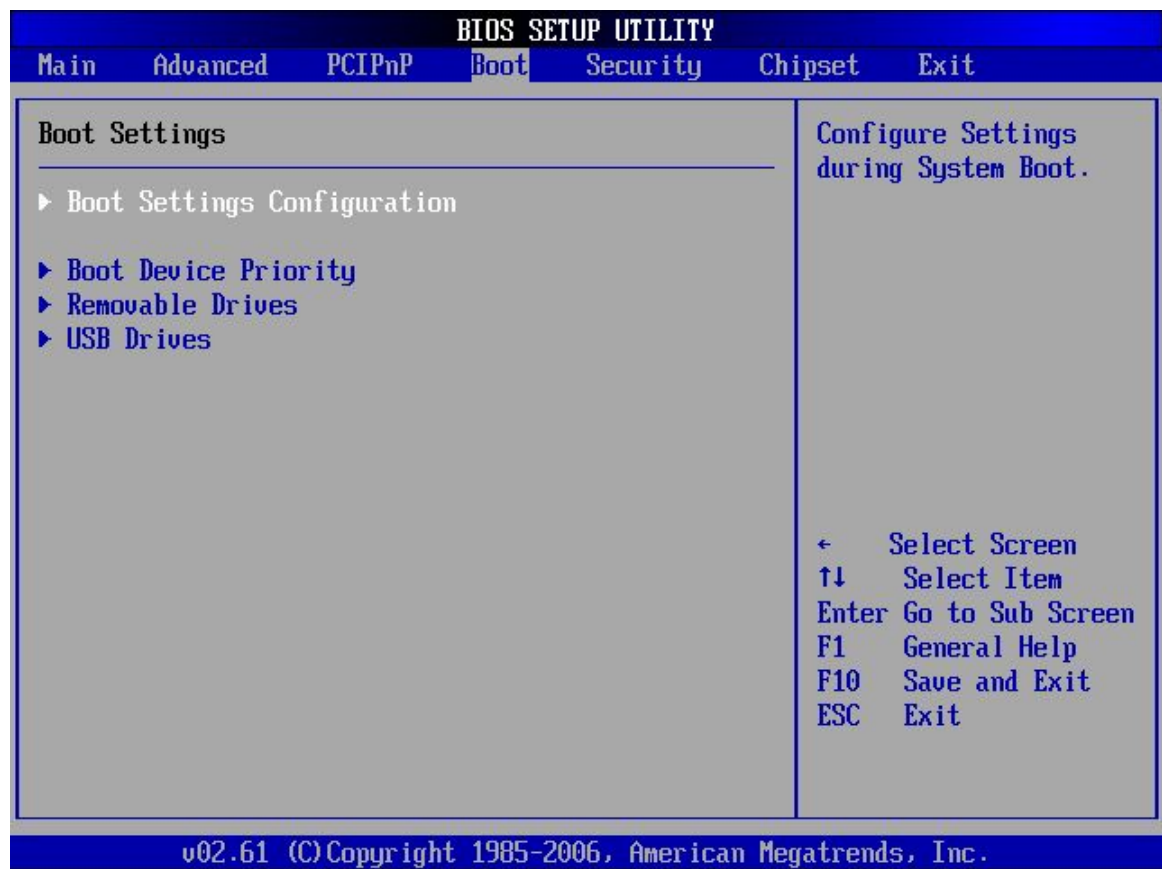 BIOS SETUP UTILITY
Main Advanced PCIPnP Boot Security Chipset Exit
Boot Settings
▶ Boot Settings Configuration
▶ Boot Device Priority
▶ Removable Drives
▶ USB Drives
Configure Settings
during System Boot.
← Select Screen
↑↓ Select Item
Enter Go to Sub Screen
F1 General Help
F10 Save and Exit
ESC Exit
v02.61 (C)Copyright 1985-2006, American Megatrends, Inc.